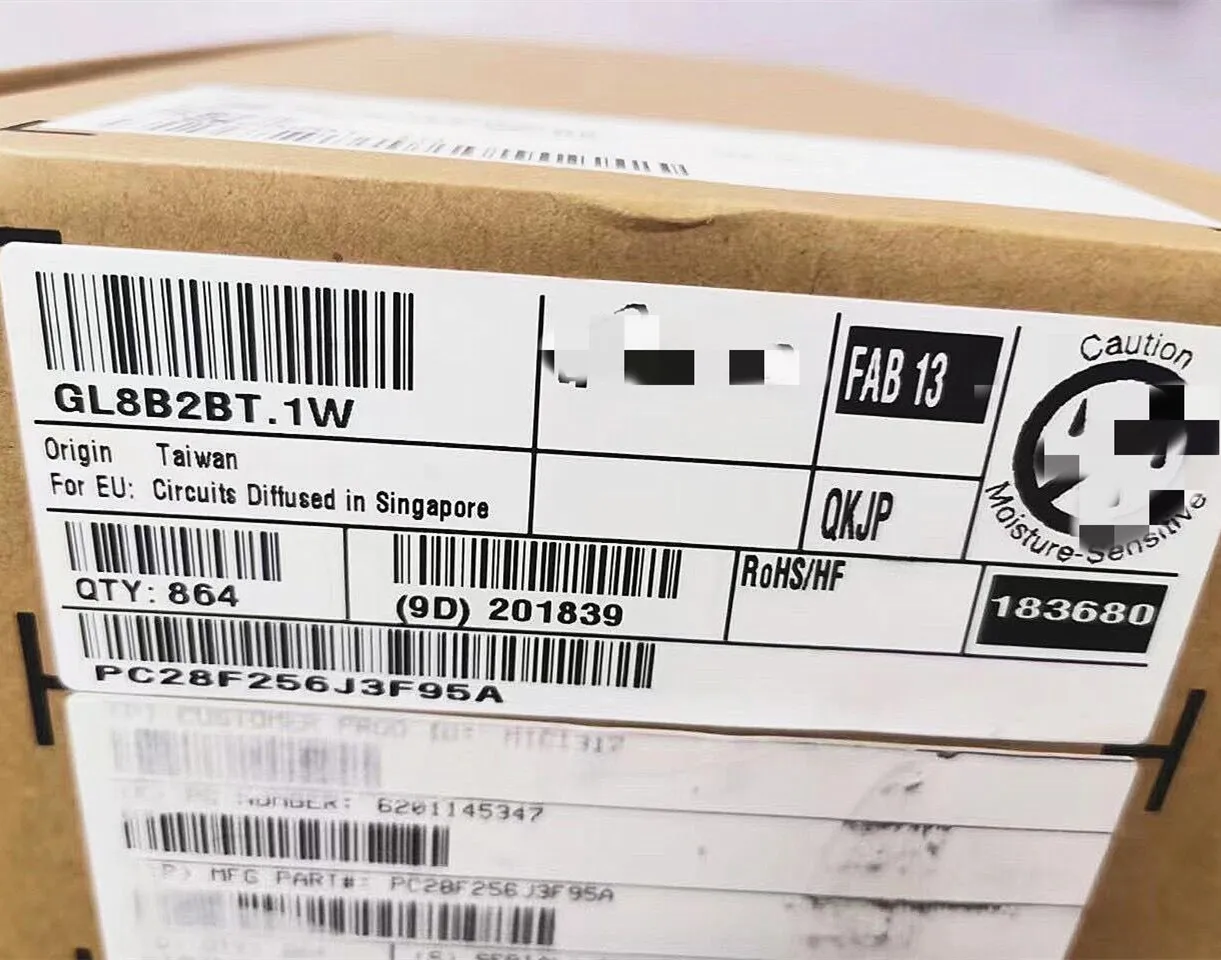 GL8B2BT.1W
FAB 13
Caution
Moisture-Sensitive
Origin Taiwan
For EU: Circuits Diffused in Singapore
QKJP
QTY: 864
(9D) 201839
RoHS/HF
183680
PC28F256J3F95A
CUSTOMER PROD ID: MIC1317
NUMBER: 6201145347
P) MFG PART#: PC28F256J3F95A